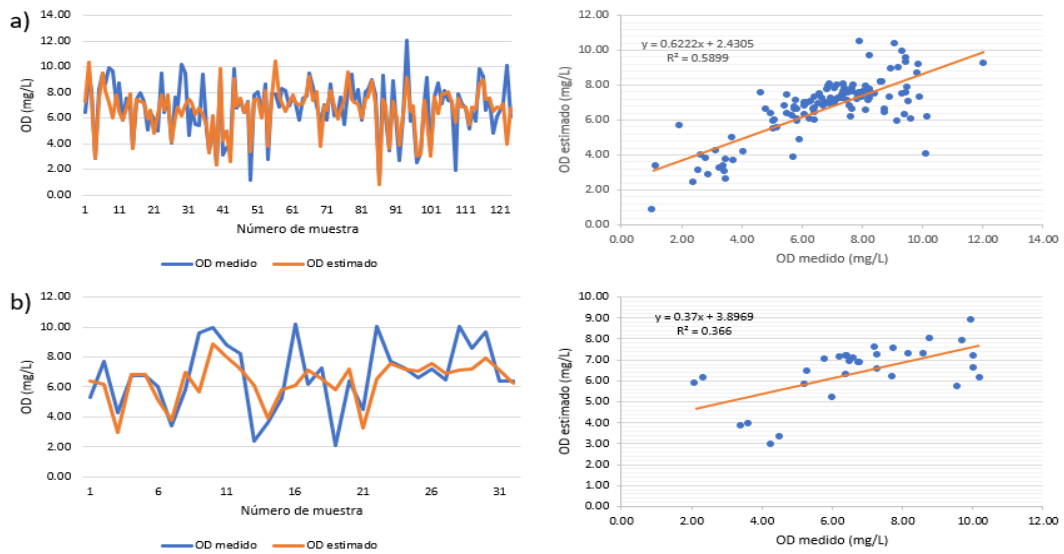 a)
14.00
12.00
10.00
8.00
6.00
4.00
2.00
0.00
OD (mg/L)
1 11 21 31 41 51 61 71 81 91 101 111 121
Número de muestra
OD medido OD estimado
12.00
10.00
8.00
6.00
4.00
2.00
0.00
OD estimado (mg/L)
y = 0.6222x + 2.4305
R² = 0.5899
0.00 2.00 4.00 6.00 8.00 10.00 12.00 14.00
OD medido (mg/L)
b)
12.00
10.00
8.00
6.00
4.00
2.00
0.00
OD (mg/L)
1 6 11 16 21 26 31
Número de muestra
OD medido OD estimado
10.00
9.00
8.00
7.00
6.00
5.00
4.00
3.00
2.00
1.00
0.00
OD estimado (mg/L)
y = 0.37x + 3.8969
R² = 0.366
0.00 2.00 4.00 6.00 8.00 10.00 12.00
OD medido (mg/L)